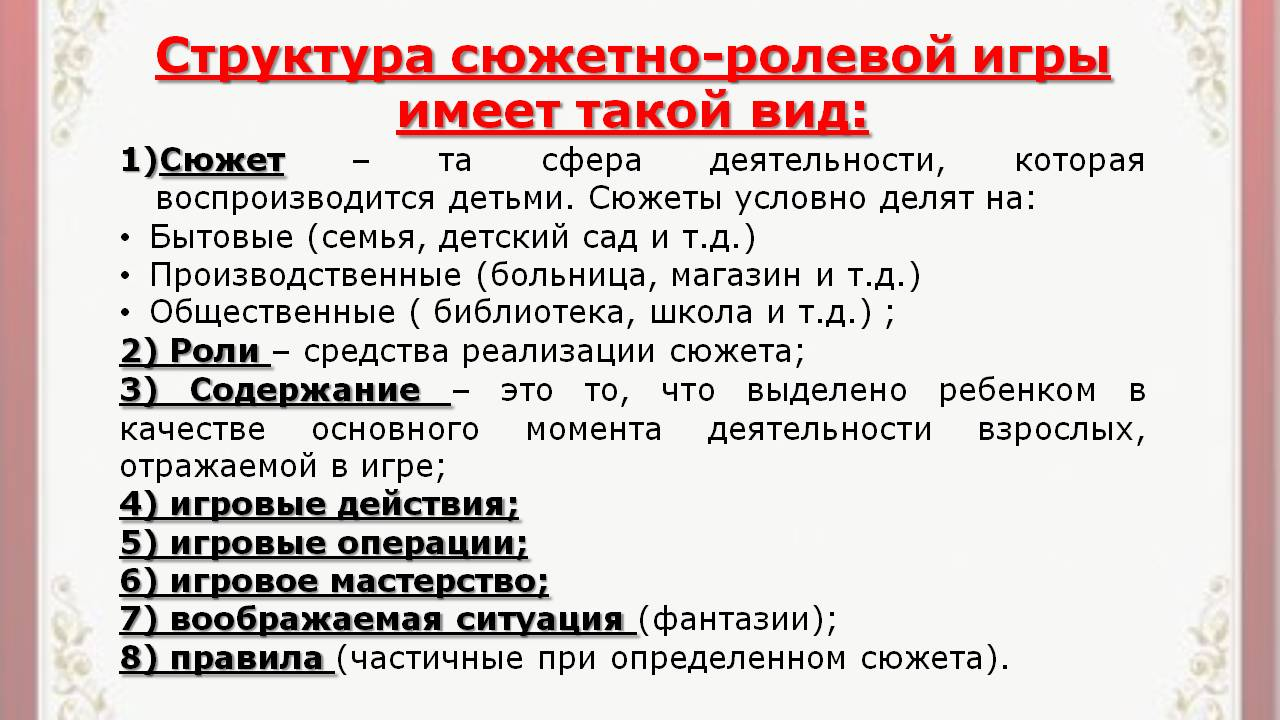 Структура сюжетно-ролевой игры
имеет такой вид:
1)Сюжет – та сфера деятельности, которая
воспроизводится детьми. Сюжеты условно делят на:
• Бытовые (семья, детский сад и т.д.)
• Производственные (больница, магазин и т.д.)
• Общественные ( библиотека, школа и т.д.) ;
2) Роли – средства реализации сюжета;
3) Содержание – это то, что выделено ребенком в
качестве основного момента деятельности взрослых,
отражаемой в игре;
4) игровые действия;
5) игровые операции;
6) игровое мастерство;
7) воображаемая ситуация (фантазии);
8) правила (частичные при определенном сюжета).